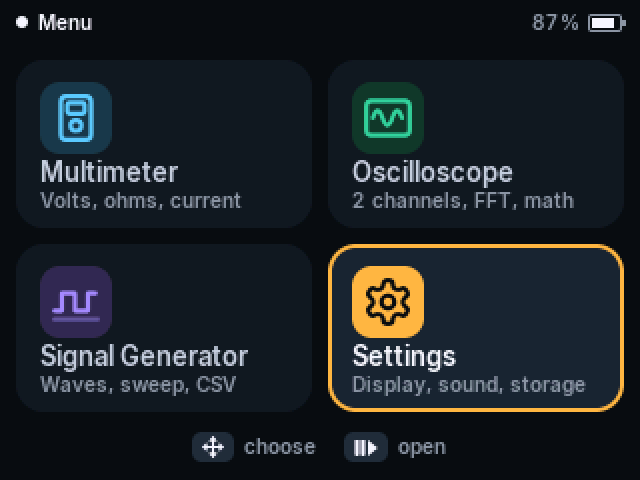 Menu
87%
Multimeter
Volts, ohms, current
Oscilloscope
2 channels, FFT, math
Signal Generator
Waves, sweep, CSV
Settings
Display, sound, storage
choose
open